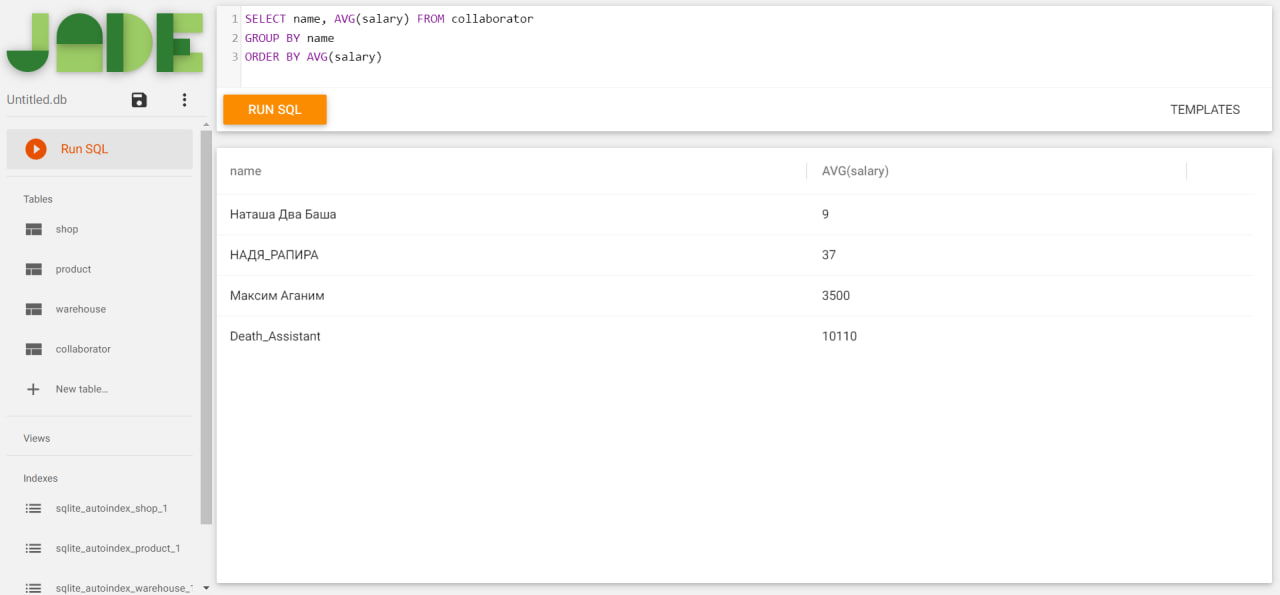 JADE
1 SELECT name, AVG(salary) FROM collaborator
2 GROUP BY name
3 ORDER BY AVG(salary)
Untitled.db
RUN SQL
TEMPLATES
Run SQL
Tables
shop
product
warehouse
collaborator
New table...
Views
Indexes
sqlite_autoindex_shop_1
sqlite_autoindex_product_1
sqlite_autoindex_warehouse_1
name AVG(salary)
Наташа Два Баша 9
НАДЯ_РАПИРА 37
Максим Аганим 3500
Death_Assistant 10110